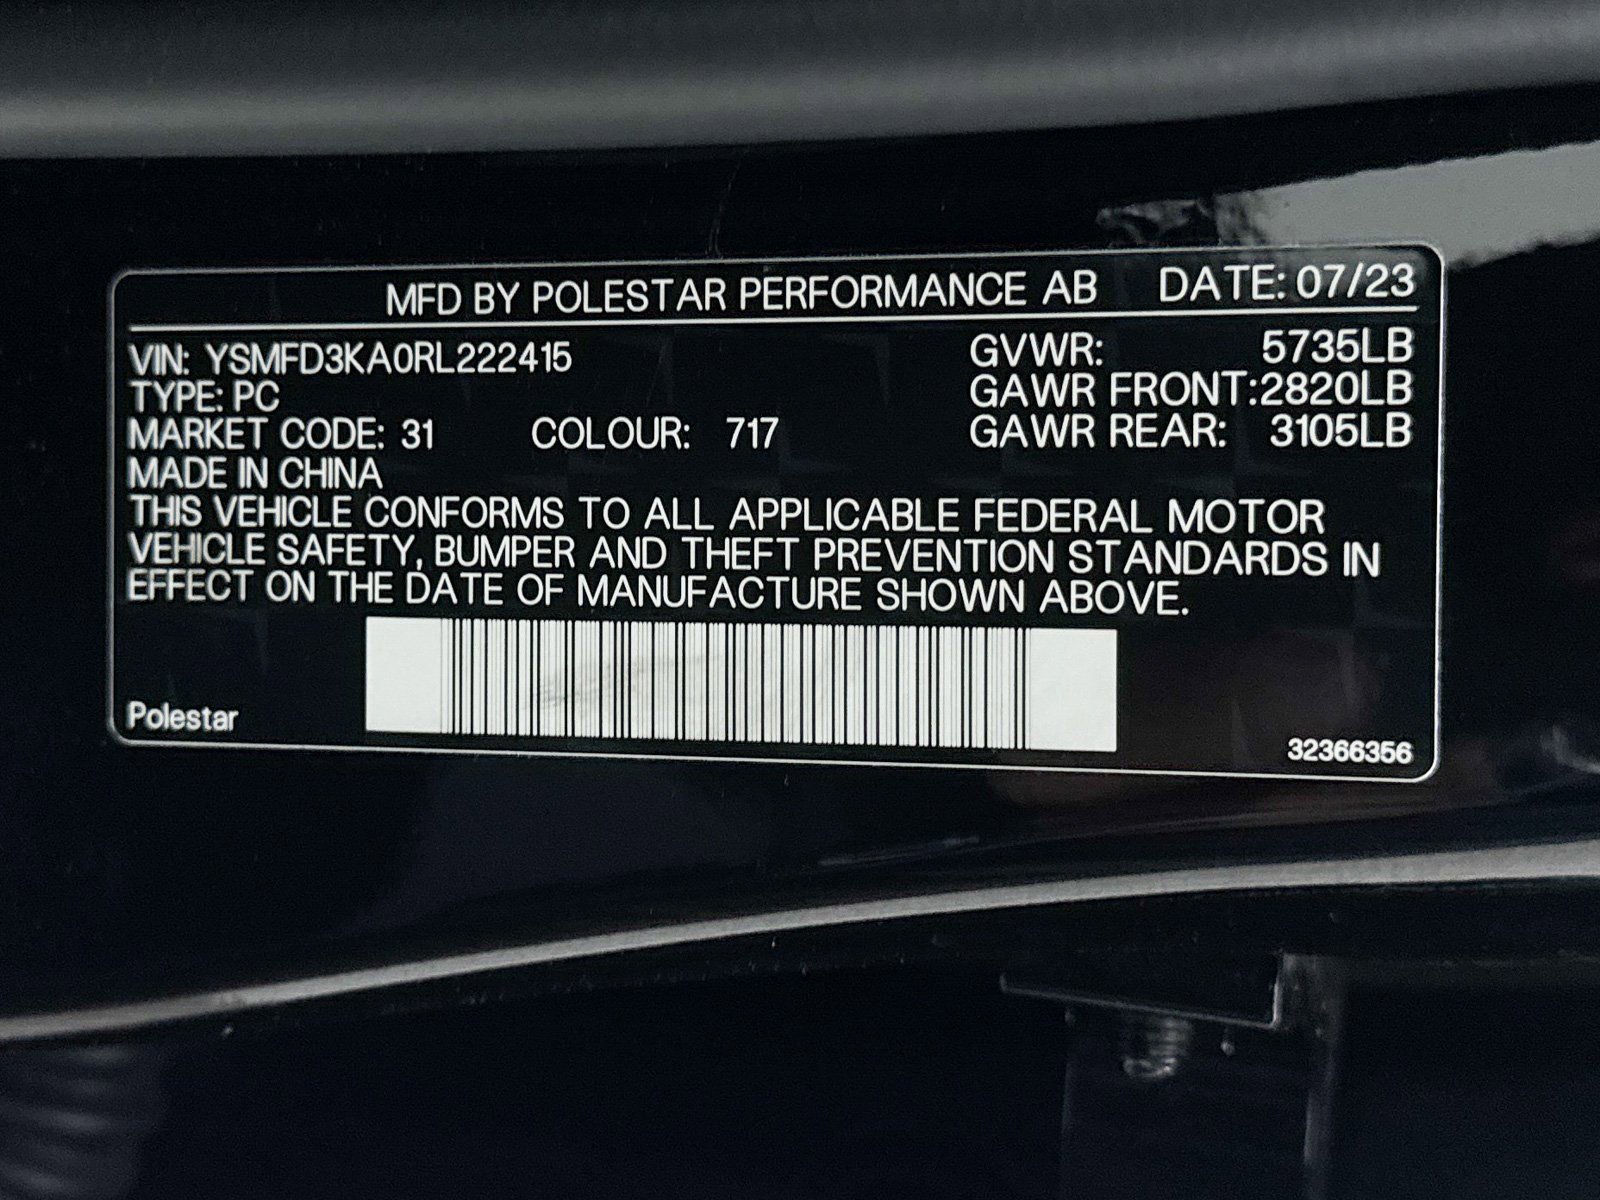 MFD BY POLESTAR PERFORMANCE AB DATE: 07/23
VIN: YSMFD3KA0RL222415 GVWR: 5735LB
TYPE: PC GAWR FRONT:2820LB
MARKET CODE: 31 COLOUR: 717 GAWR REAR: 3105LB
MADE IN CHINA
THIS VEHICLE CONFORMS TO ALL APPLICABLE FEDERAL MOTOR
VEHICLE SAFETY, BUMPER AND THEFT PREVENTION STANDARDS IN
EFFECT ON THE DATE OF MANUFACTURE SHOWN ABOVE.
Polestar 32366356